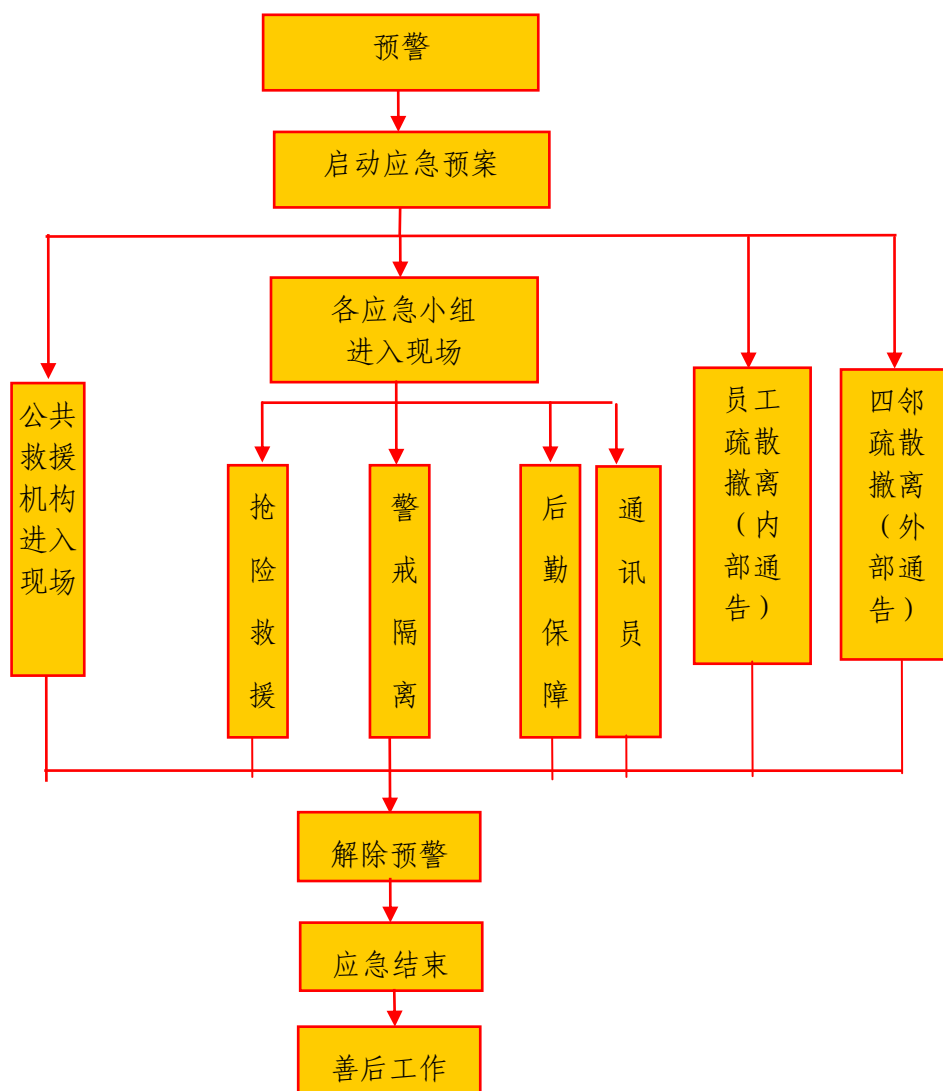 预警
启动应急预案
各应急小组
进入现场
公共
救援
机构
进入
现场
抢险救援
警戒隔离
后勤保障
通讯员
员工
疏散
撤离
（内
部通
告）
四邻
疏散
撤离
（外
部通
告）
解除预警
应急结束
善后工作